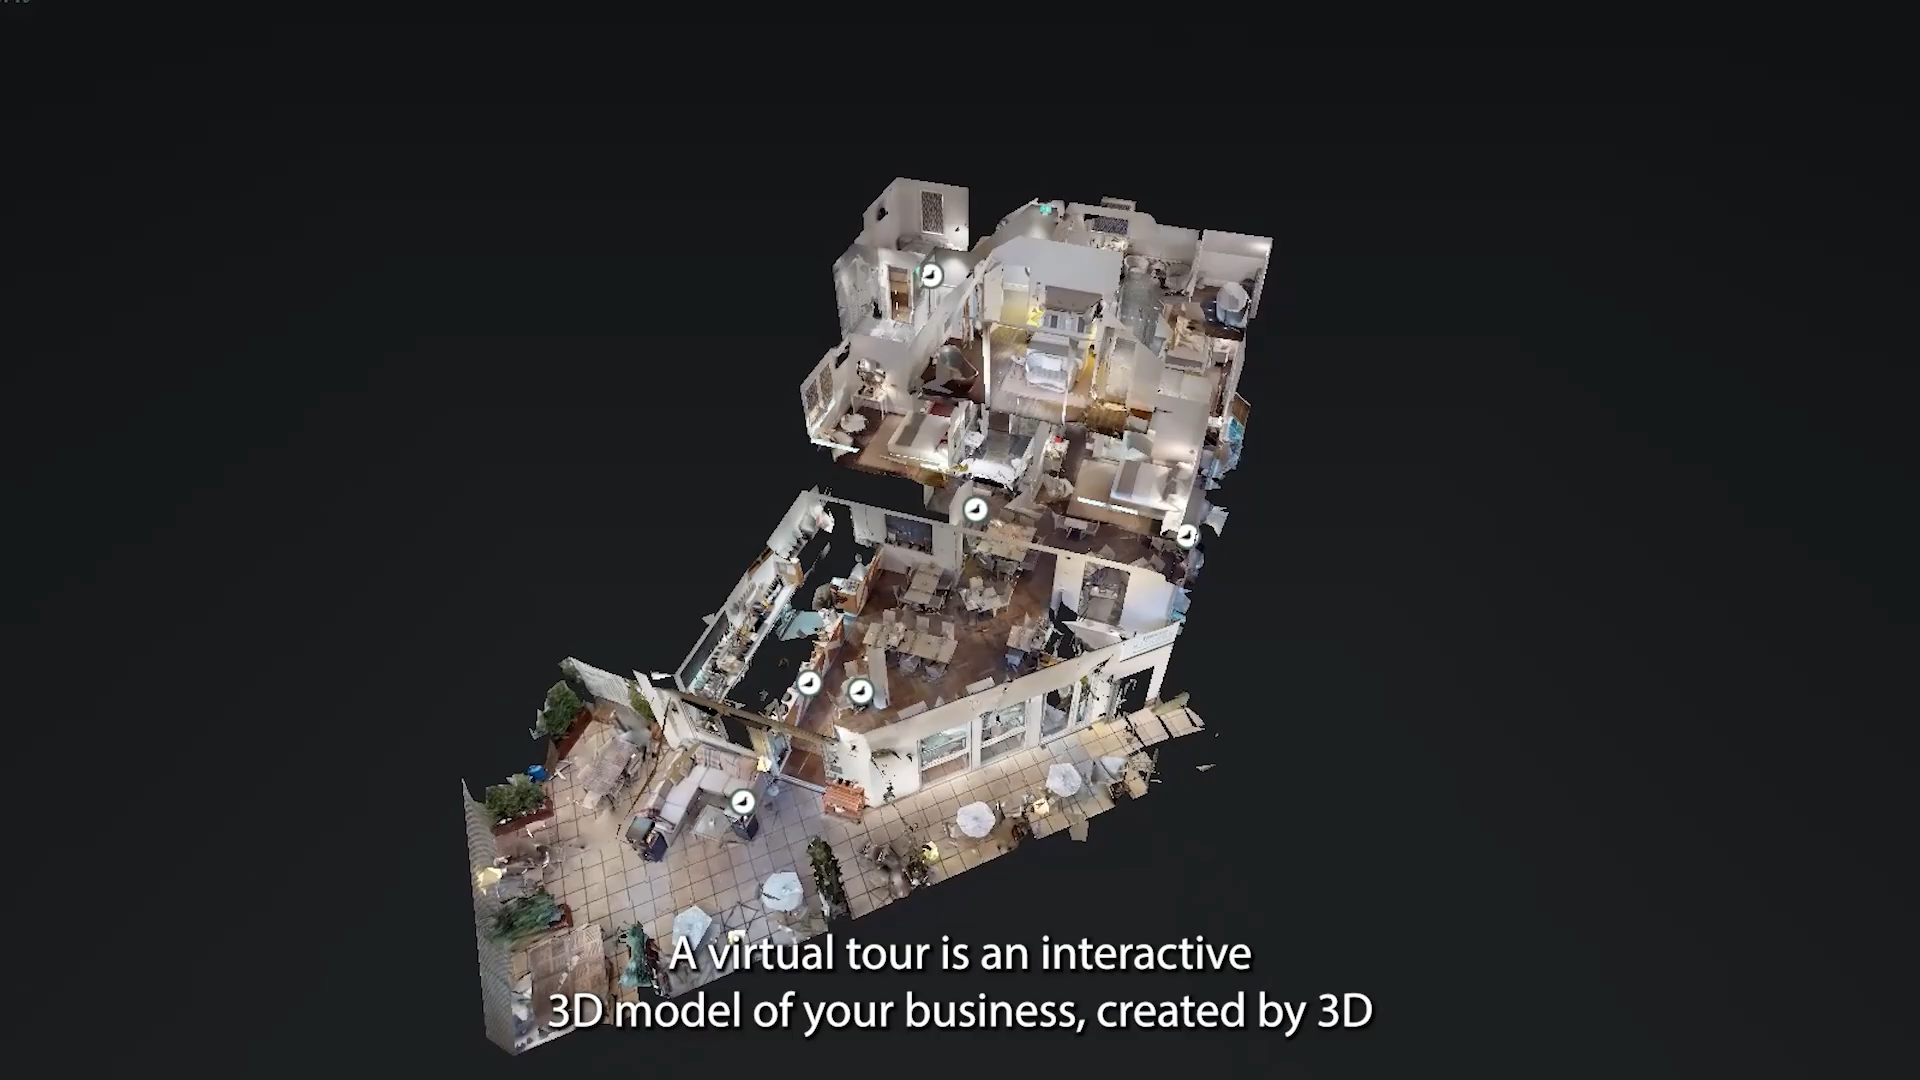 A virtual tour is an interactive
3D model of your business, created by 3D